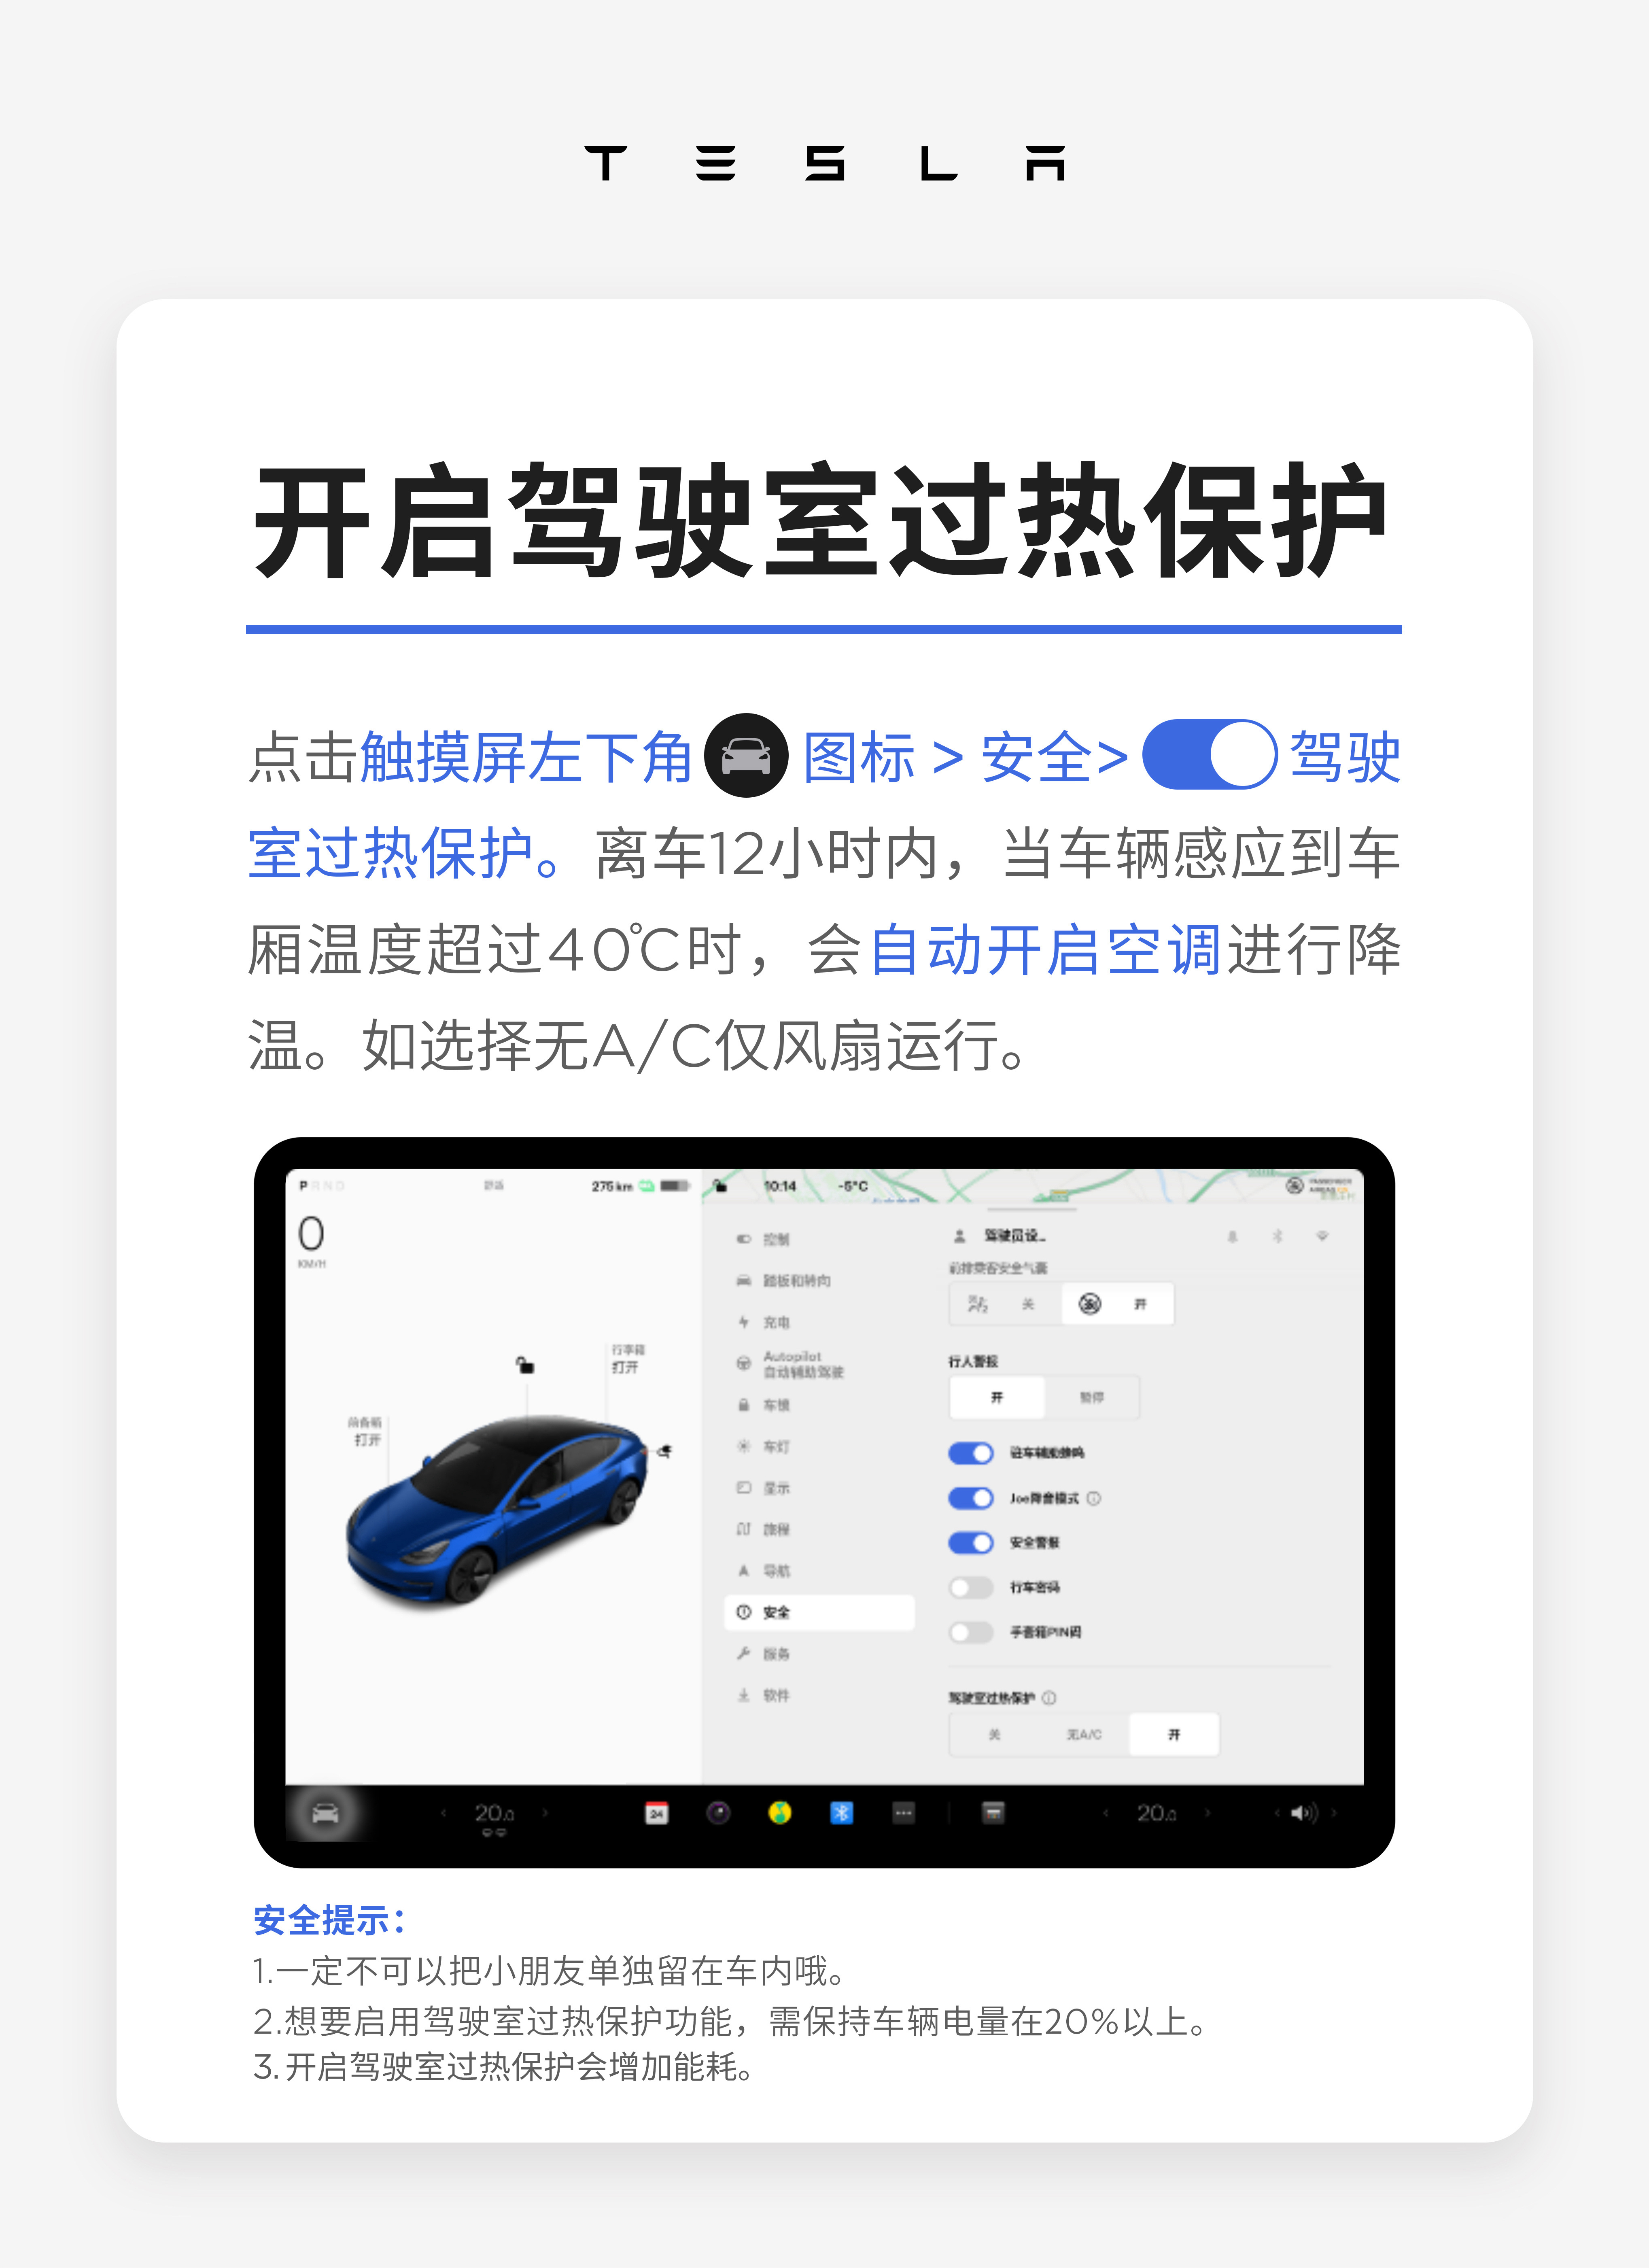 TESLA
开启驾驶室过热保护
点击触摸屏左下角 图标 > 安全> 驾驶
室过热保护。离车12小时内，当车辆感应到车
厢温度超过40℃时，会自动开启空调进行降
温。如选择无A/C仅风扇运行。
P R N D
舒适
275 km
10:14
-5°C
0
KM/H
行李箱
打开
前备箱
打开
控制
踏板和转向
充电
Autopilot
自动辅助驾驶
车锁
车灯
显示
旅程
导航
安全
服务
软件
驾驶员设...
前排乘客安全气囊
关
开
行人警报
开
暂停
驻车辅助蜂鸣
Joe降音模式
安全警报
行车密码
手套箱PIN码
驾驶室过热保护
关
无A/C
开
20.0
24
20.0
安全提示：
1.一定不可以把小朋友单独留在车内哦。
2.想要启用驾驶室过热保护功能，需保持车辆电量在20%以上。
3.开启驾驶室过热保护会增加能耗。